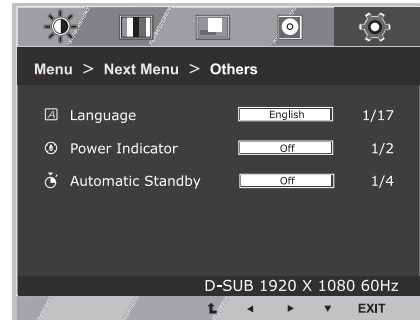 Menu > Next Menu > Others
Language English 1/17
Power Indicator Off 1/2
Automatic Standby Off 1/4
D-SUB 1920 X 1080 60Hz
EXIT